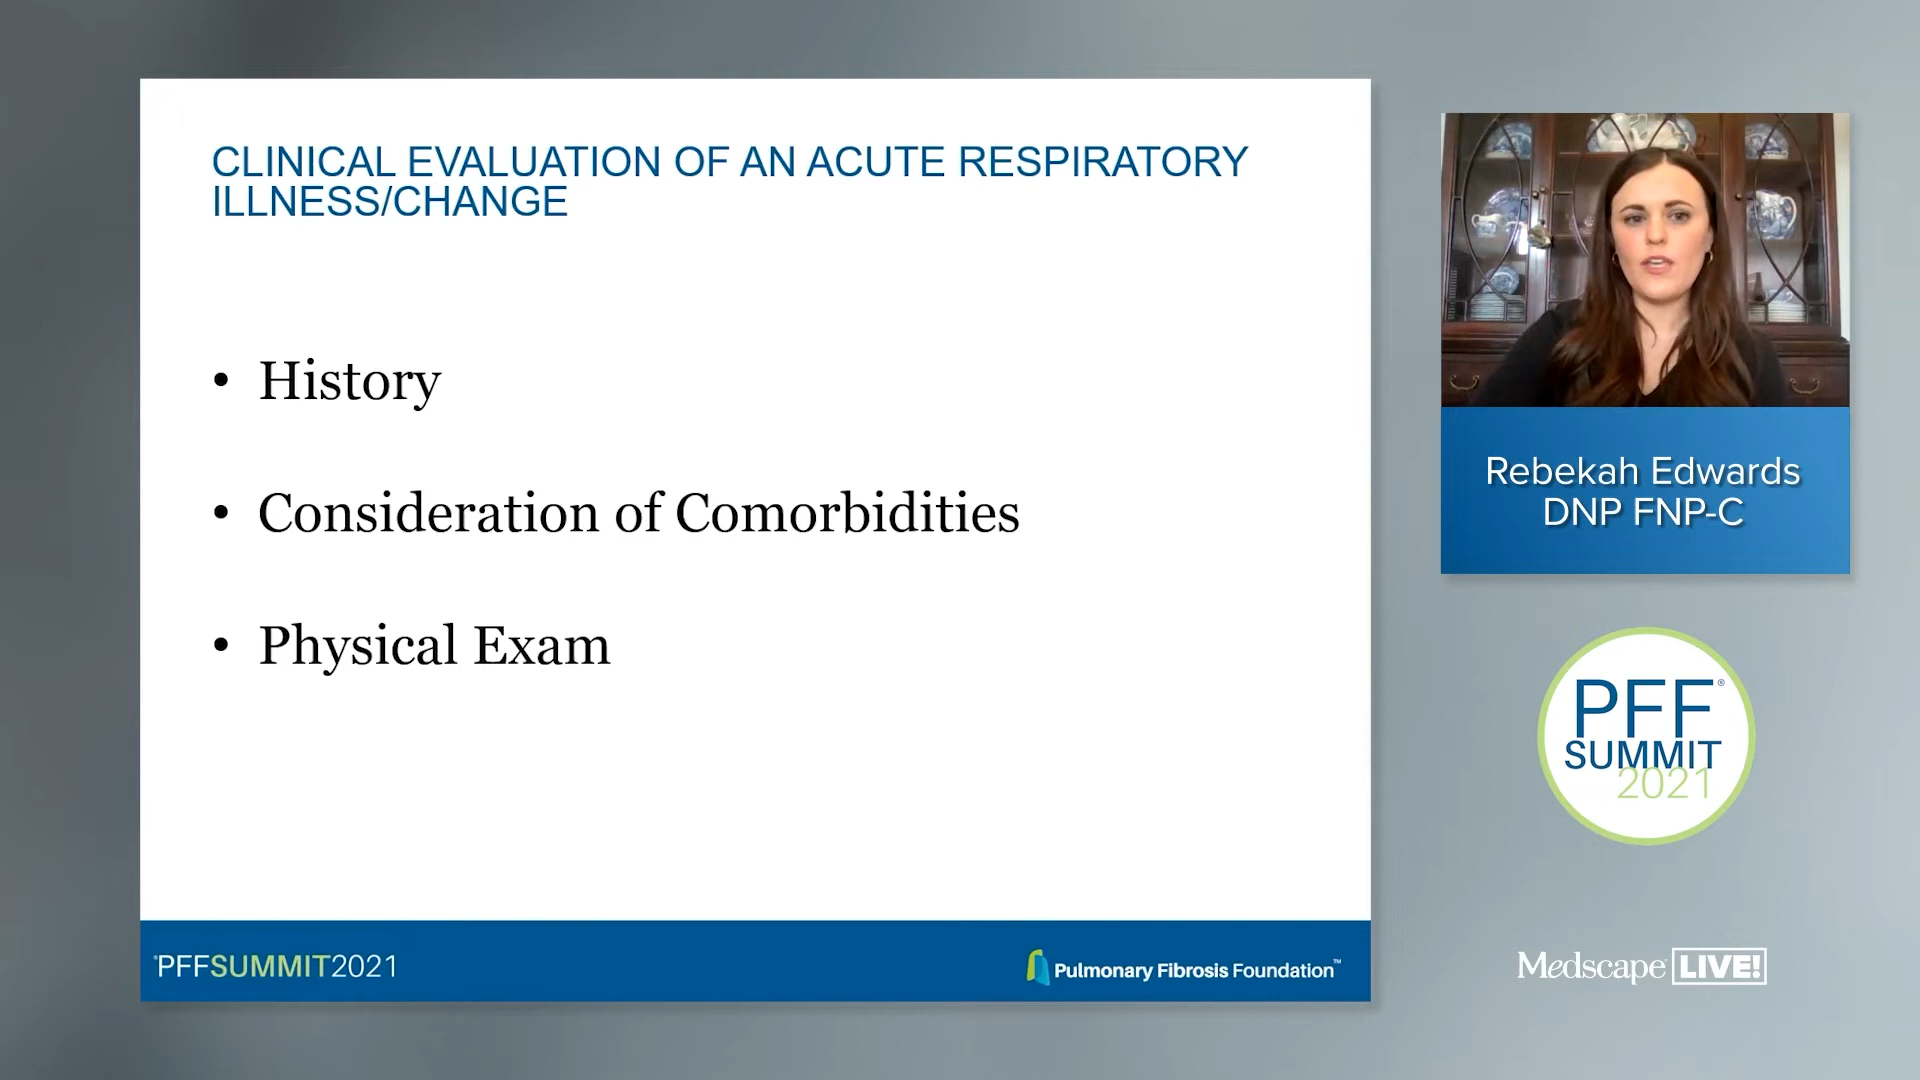 CLINICAL EVALUATION OF AN ACUTE RESPIRATORY
ILLNESS/CHANGE
• History
• Consideration of Comorbidities
• Physical Exam
PFFSUMMIT2021
Pulmonary Fibrosis Foundation™
Rebekah Edwards
DNP FNP-C
PFF®
SUMMIT
2021
Medscape LIVE!